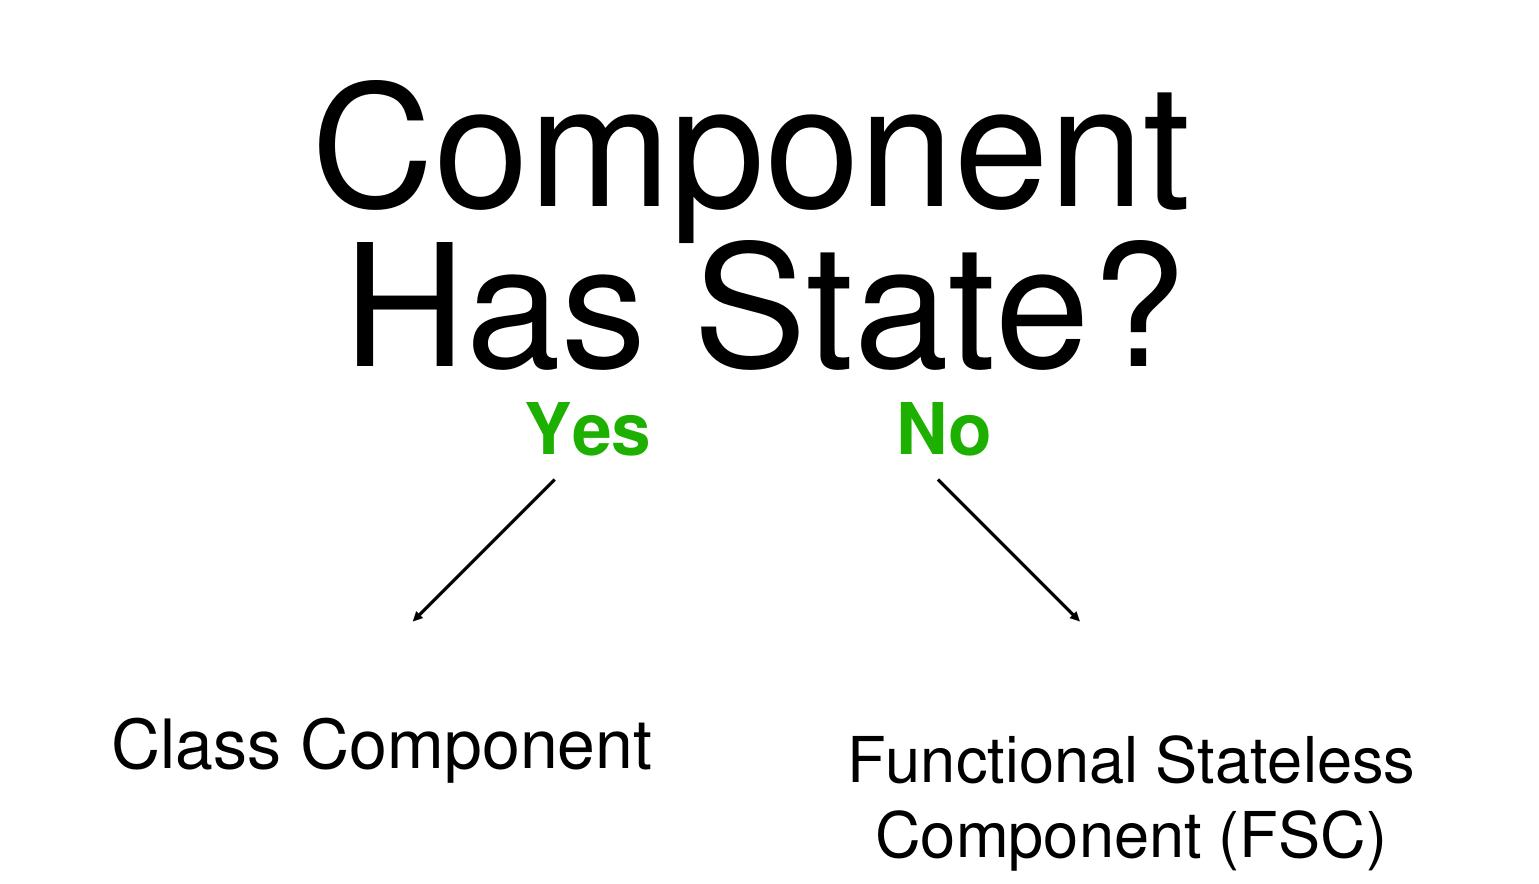 Component
Has State?
Yes No
Class Component
Functional Stateless
Component (FSC)